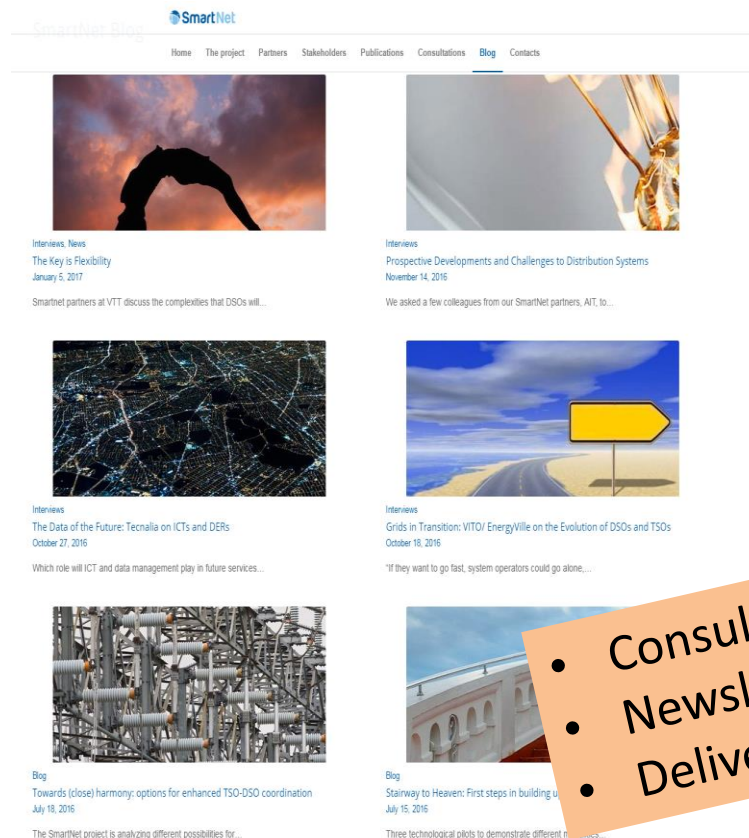 SmartNet
SmartNet Blog
Home The project Partners Stakeholders Publications Consultations Blog Contacts
Interviews, News
The Key is Flexibility
January 5, 2017
Smartnet partners at VTT discuss the complexities that DSOs will...
Interviews
Prospective Developments and Challenges to Distribution Systems
November 14, 2016
We asked a few colleagues from our SmartNet partners, AIT, to...
Interviews
The Data of the Future: Tecnalia on ICTs and DERs
October 27, 2016
Which role will ICT and data management play in future services...
Interviews
Grids in Transition: VITO/ EnergyVille on the Evolution of DSOs and TSOs
October 18, 2016
"If they want to go fast, system operators could go alone,...
Blog
Towards (close) harmony: options for enhanced TSO-DSO coordination
July 18, 2016
The SmartNet project is analyzing different possibilities for...
Blog
Stairway to Heaven: First steps in building
July 15, 2016
Three technological pilots to demonstrate different
• Consul
• Newsl
• Delive